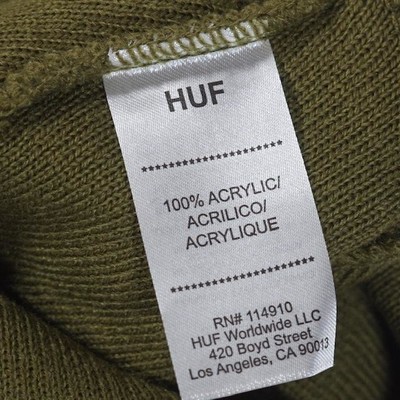 HUF
**********************
100% ACRYLIC/
ACRILICO/
ACRYLIQUE
**********************
RN# 114910
HUF Worldwide LLC
420 Boyd Street
Los Angeles, CA 90013